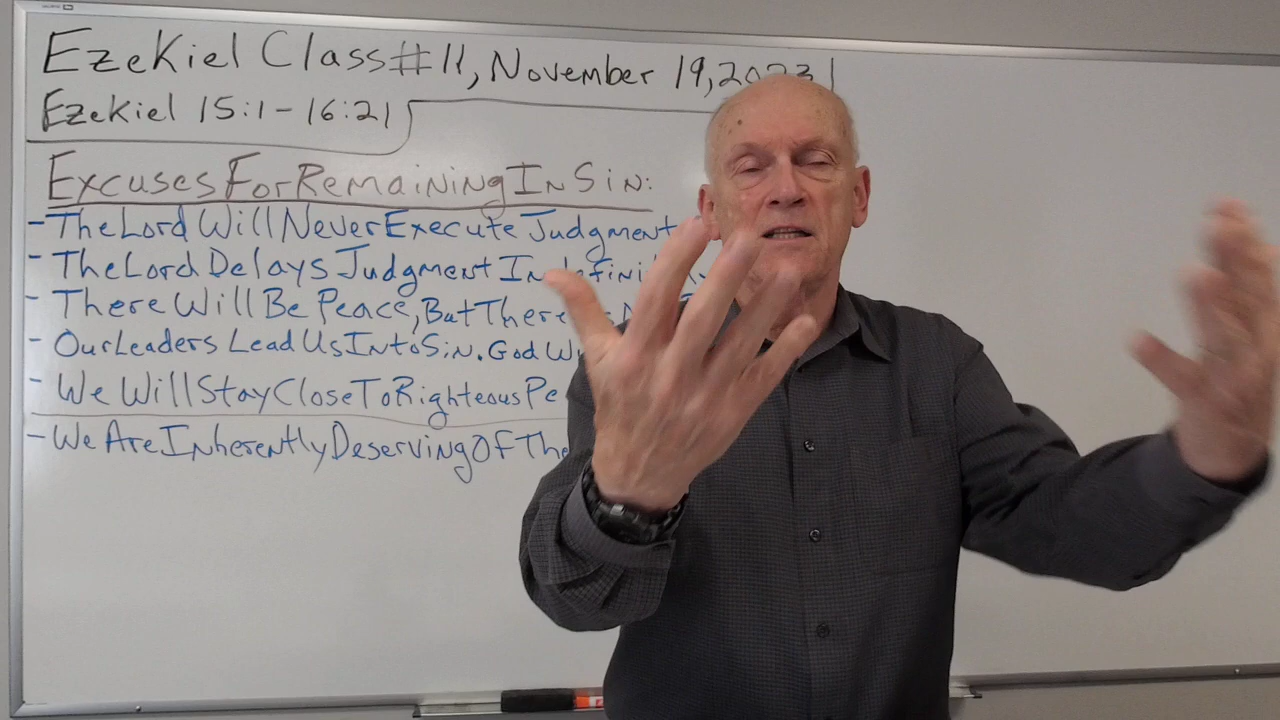 Ezekiel Class #11, November 19, 2023
Ezekiel 15:1-16:21
Excuses For Remaining In Sin:
- The Lord Will Never Execute Judgment
- The Lord Delays Judgment
- There Will Be Peace, But There
- Our Leaders Lead Us Into Sin. God
- We Will Stay Close To Righteous
- We Are Inherently Deserving Of The